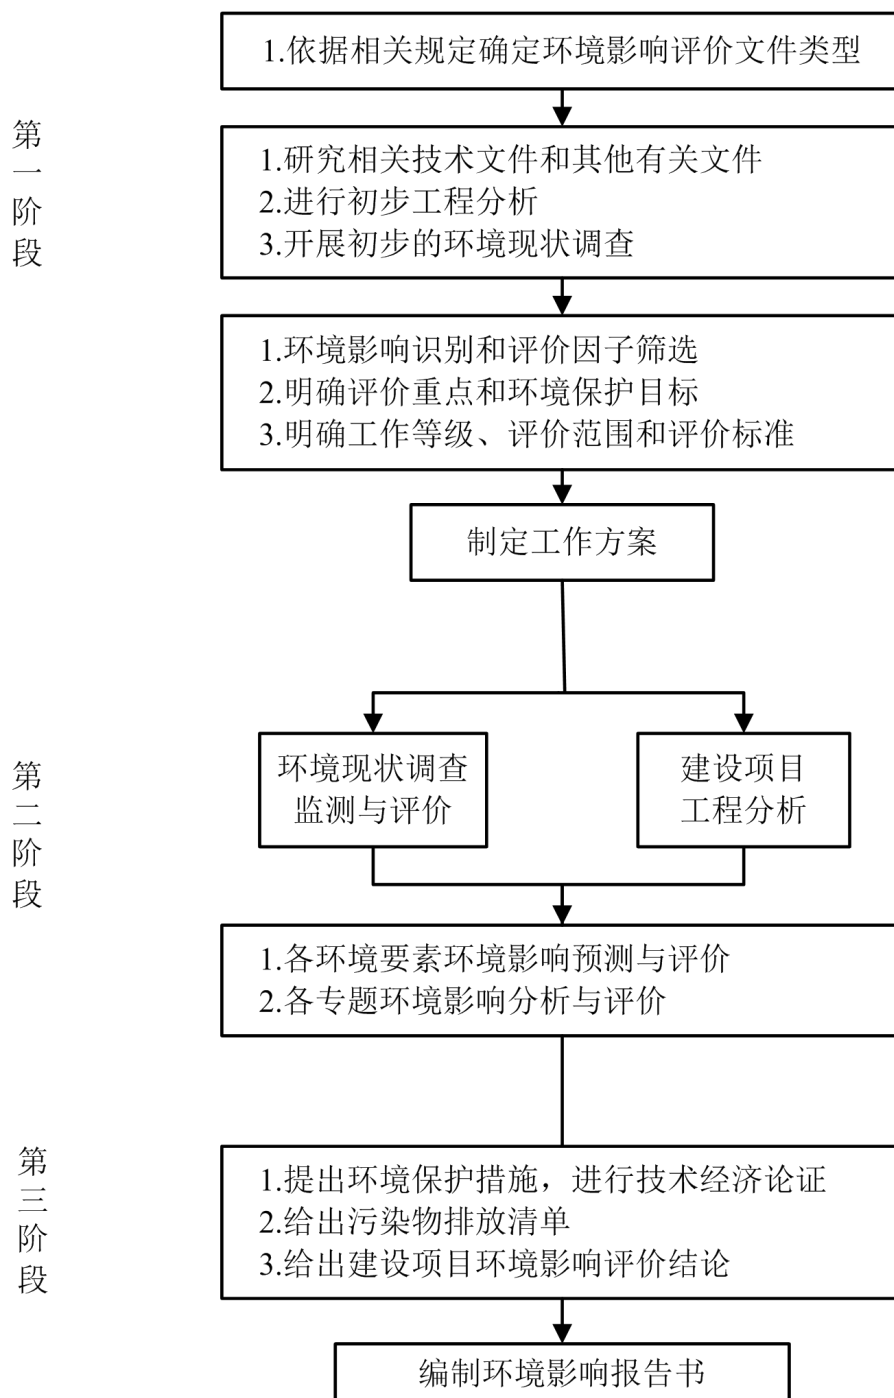 1.依据相关规定确定环境影响评价文件类型
第一阶段
1.研究相关技术文件和其他有关文件
2.进行初步工程分析
3.开展初步的环境现状调查
1.环境影响识别和评价因子筛选
2.明确评价重点和环境保护目标
3.明确工作等级、评价范围和评价标准
制定工作方案
第二阶段
环境现状调查
监测与评价
建设项目
工程分析
1.各环境要素环境影响预测与评价
2.各专题环境影响分析与评价
第三阶段
1.提出环境保护措施，进行技术经济论证
2.给出污染物排放清单
3.给出建设项目环境影响评价结论
编制环境影响报告书